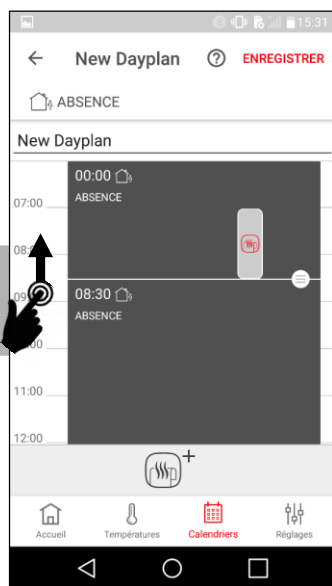 15:31
New Dayplan ? ENREGISTRER
ABSENCE
New Dayplan
00:00
ABSENCE
07:00
08:30
ABSENCE
11:00
12:00
+
Accueil Températures Calendriers Réglages